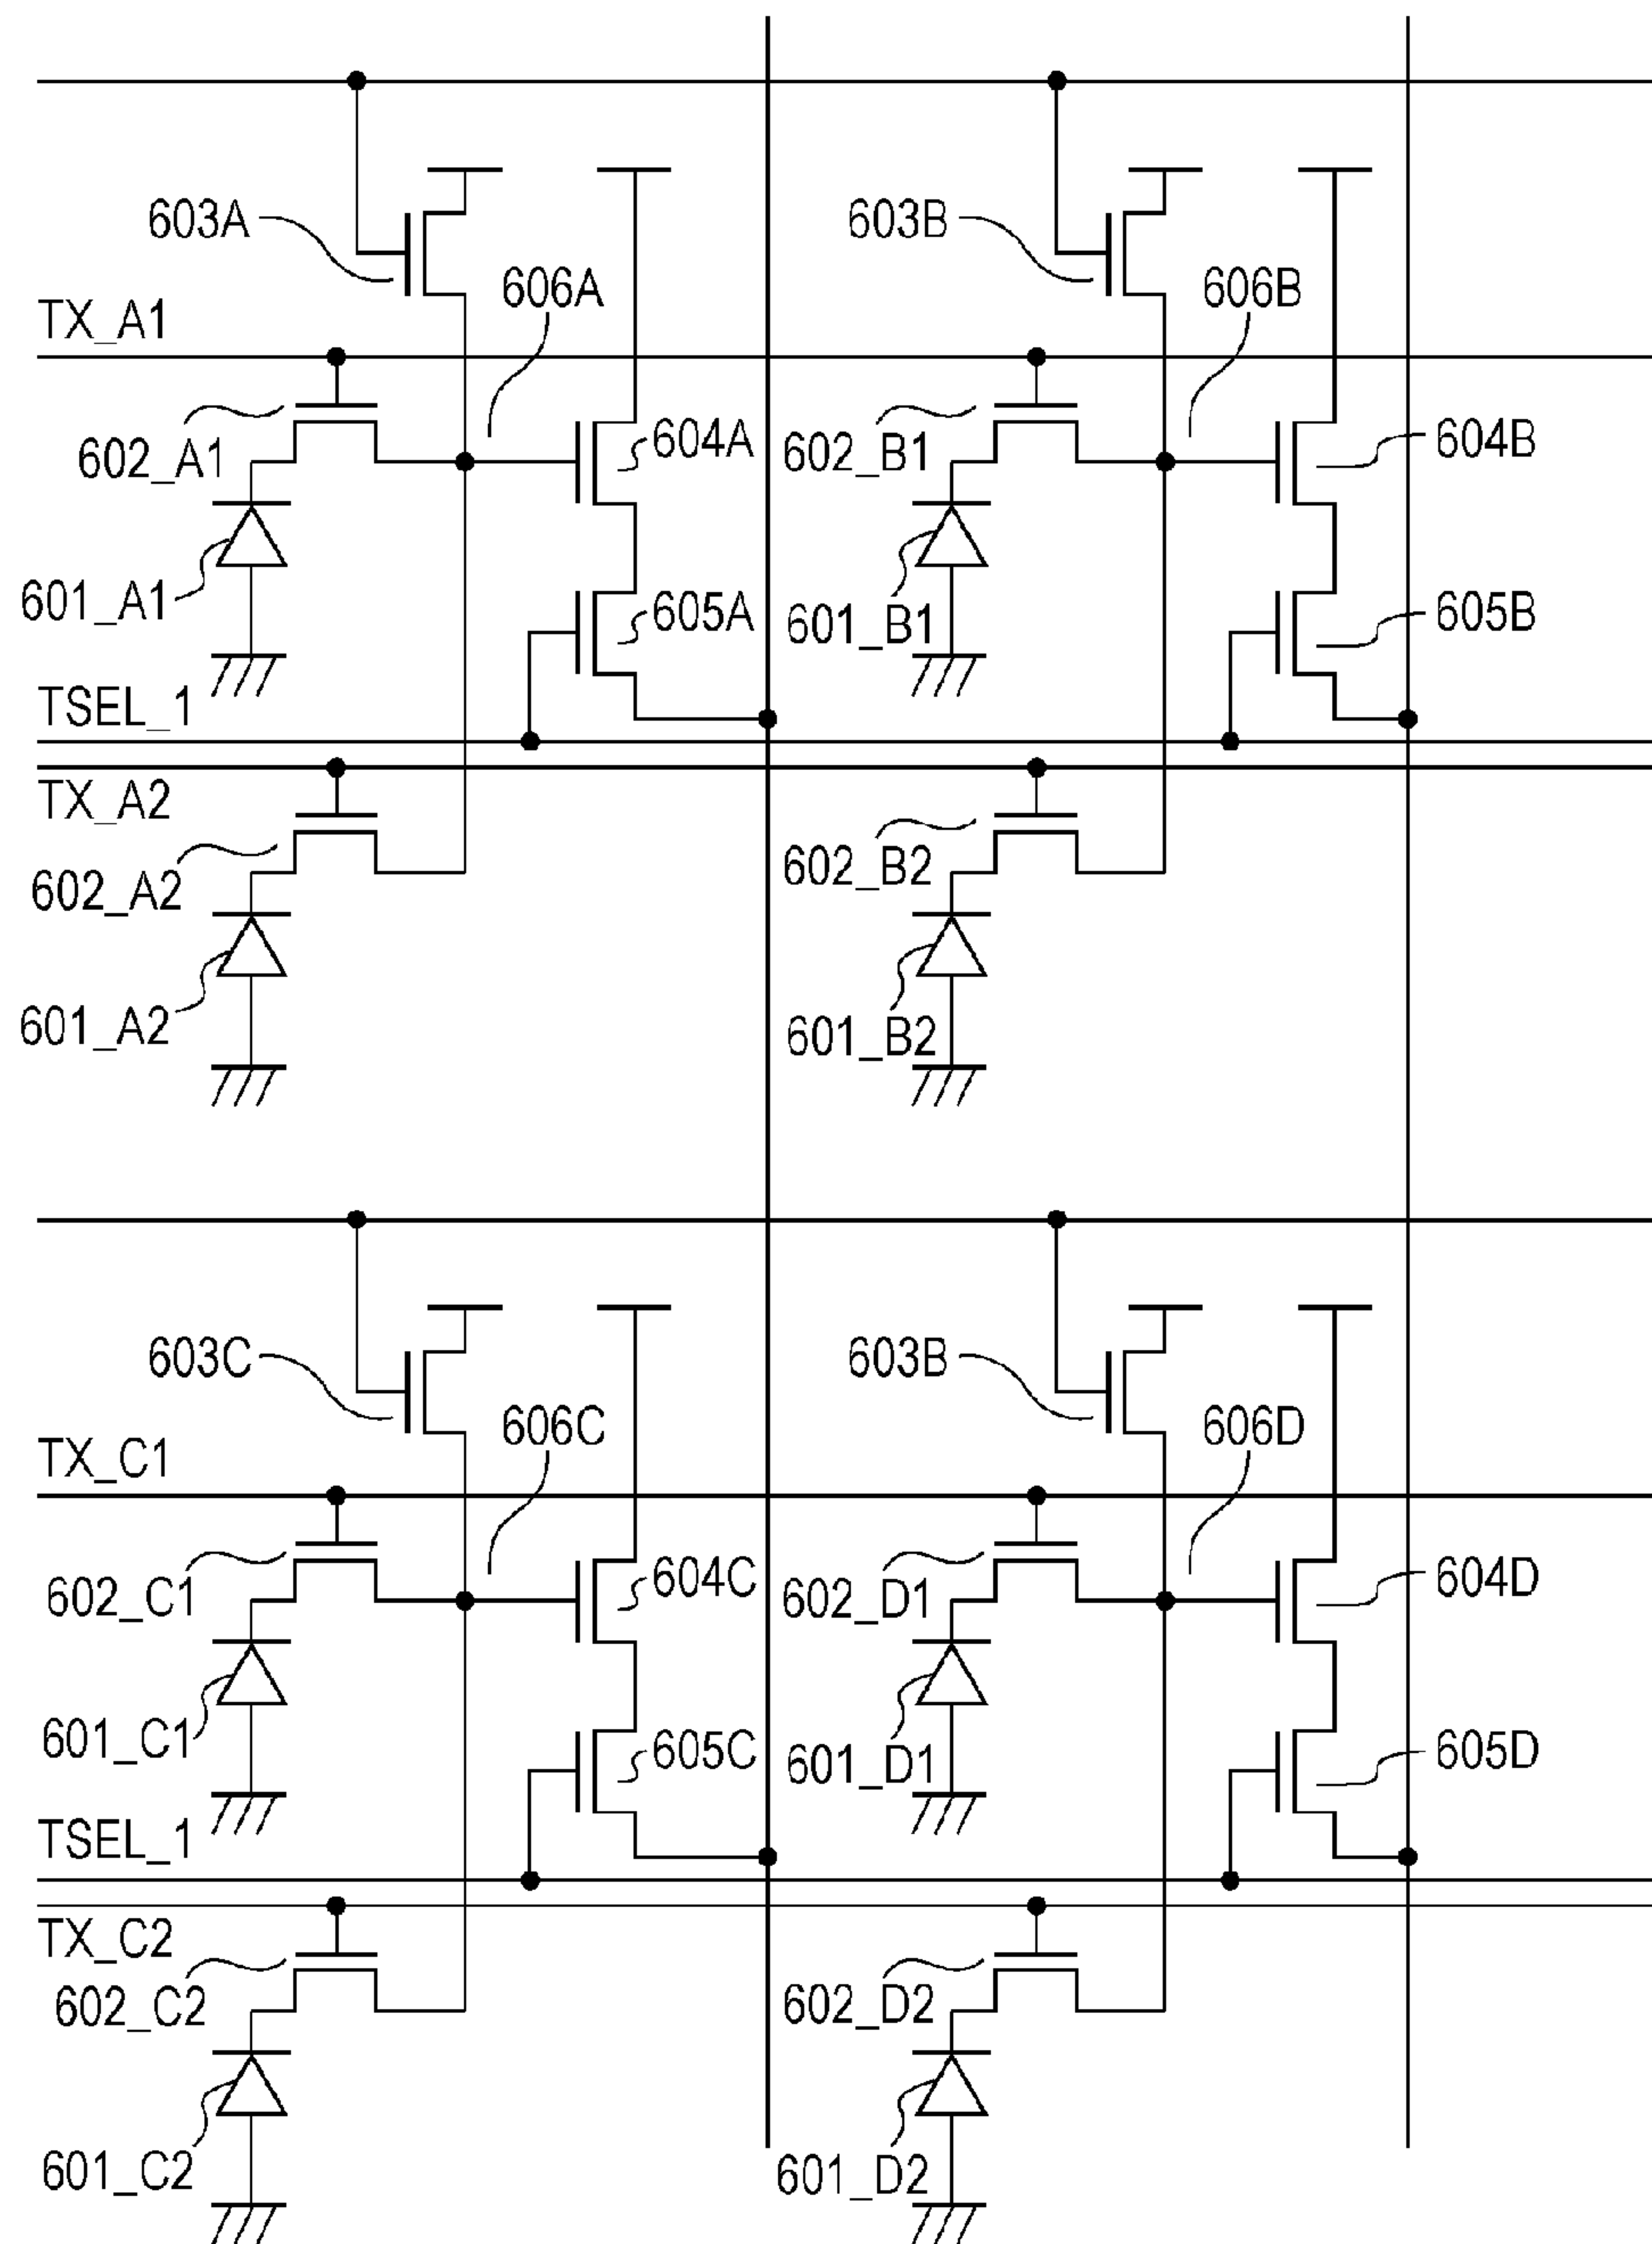 603A
603B
606A
606B
TX_A1
602_A1
604A
602_B1
604B
601_A1
605A
601_B1
605B
TSEL_1
TX_A2
602_A2
602_B2
601_A2
601_B2
603C
603B
606C
606D
TX_C1
602_C1
604C
602_D1
604D
601_C1
605C
601_D1
605D
TSEL_1
TX_C2
602_C2
602_D2
601_C2
601_D2